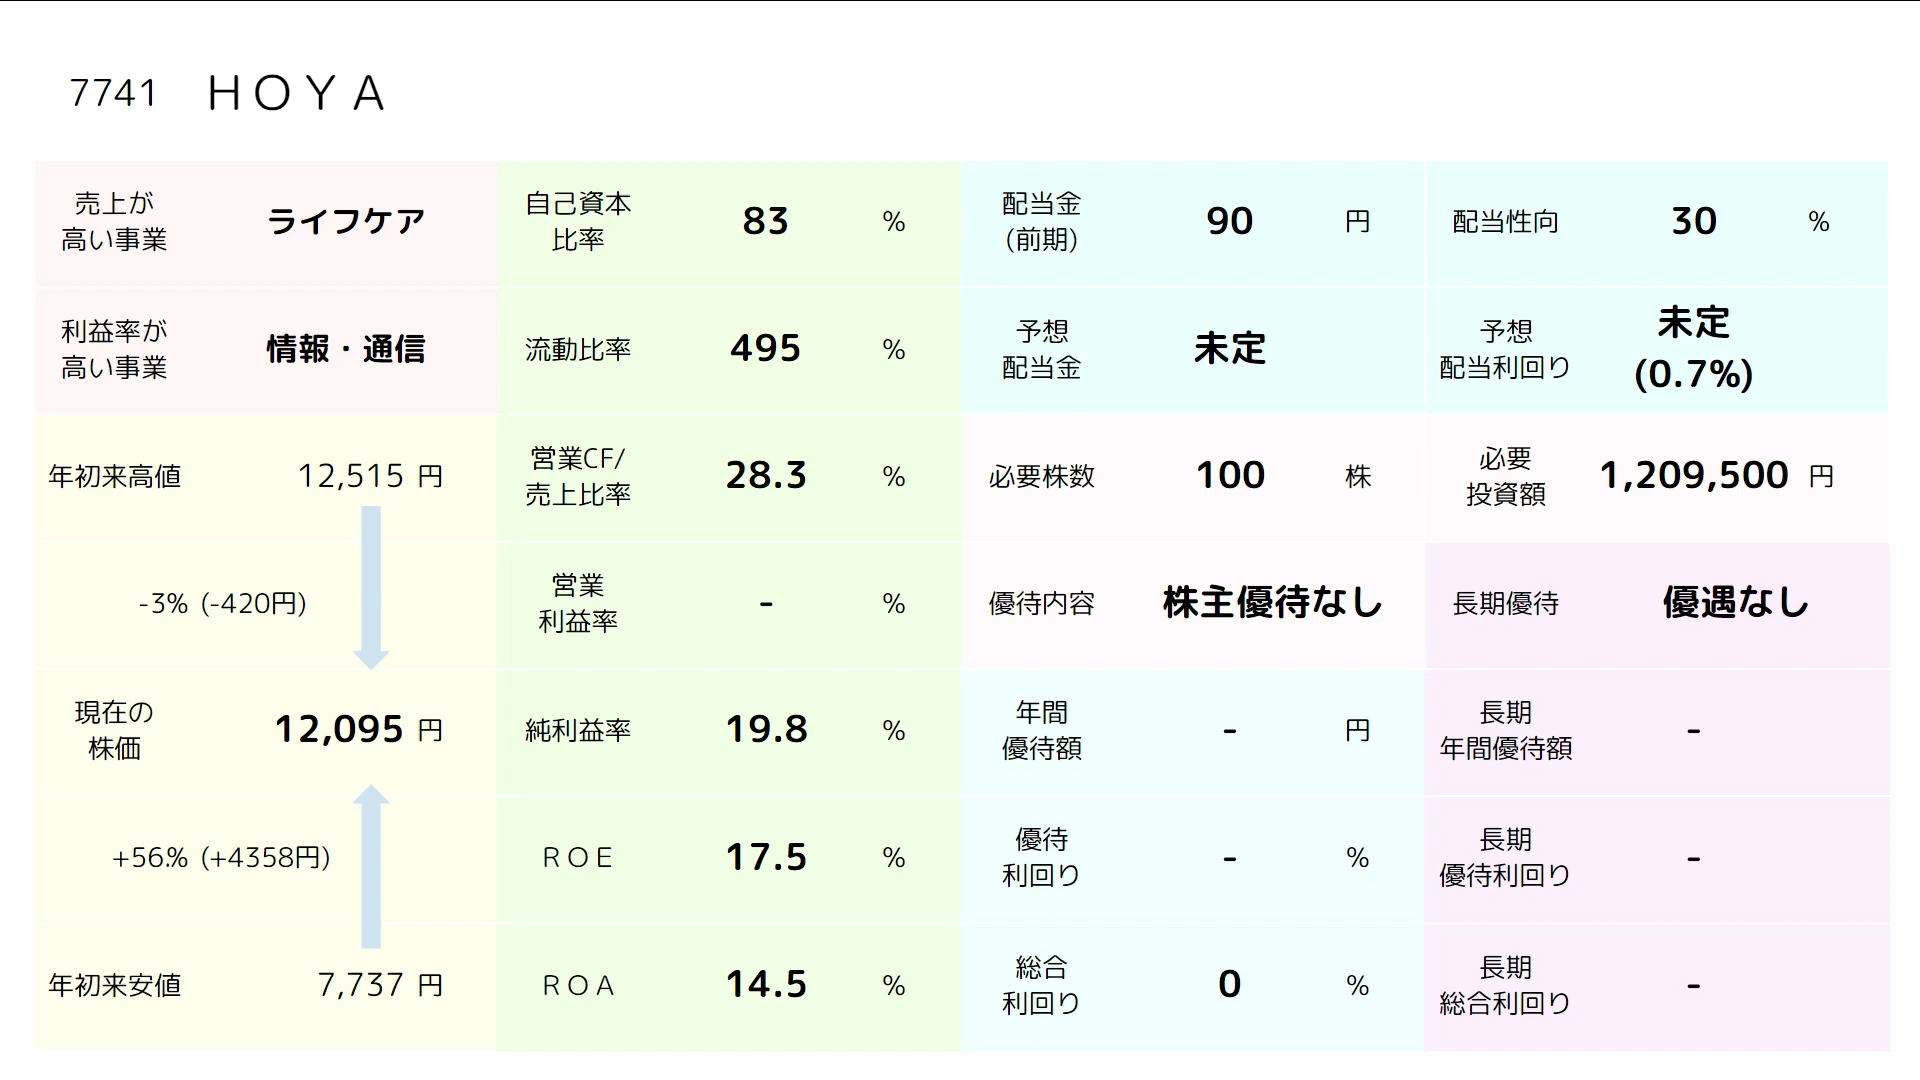 7741 ＨＯＹＡ
売上が
高い事業
ライフケア
自己資本
比率
83 %
配当金
(前期)
90 円
配当性向
30 %
利益率が
高い事業
情報・通信
流動比率
495 %
予想
配当金
未定
予想
配当利回り
未定
(0.7%)
年初来高値
12,515 円
営業CF/
売上比率
28.3 %
必要株数
100 株
必要
投資額
1,209,500 円
-3% (-420円)
営業
利益率
- %
優待内容
株主優待なし
長期優待
優遇なし
現在の
株価
12,095 円
純利益率
19.8 %
年間
優待額
- 円
長期
年間優待額
-
+56% (+4358円)
ＲＯＥ
17.5 %
優待
利回り
- %
長期
優待利回り
-
年初来安値
7,737 円
ＲＯＡ
14.5 %
総合
利回り
0 %
長期
総合利回り
-